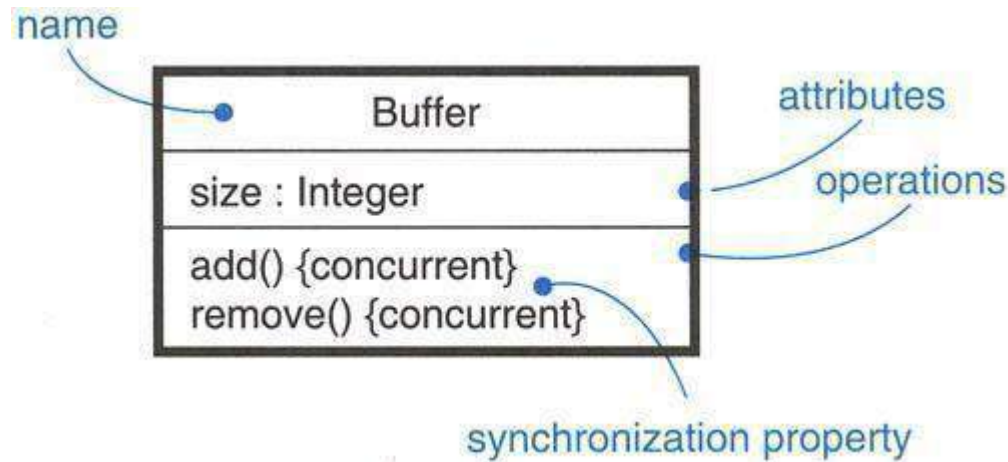 name
Buffer
attributes
size : Integer
operations
add() {concurrent}
remove() {concurrent}
synchronization property